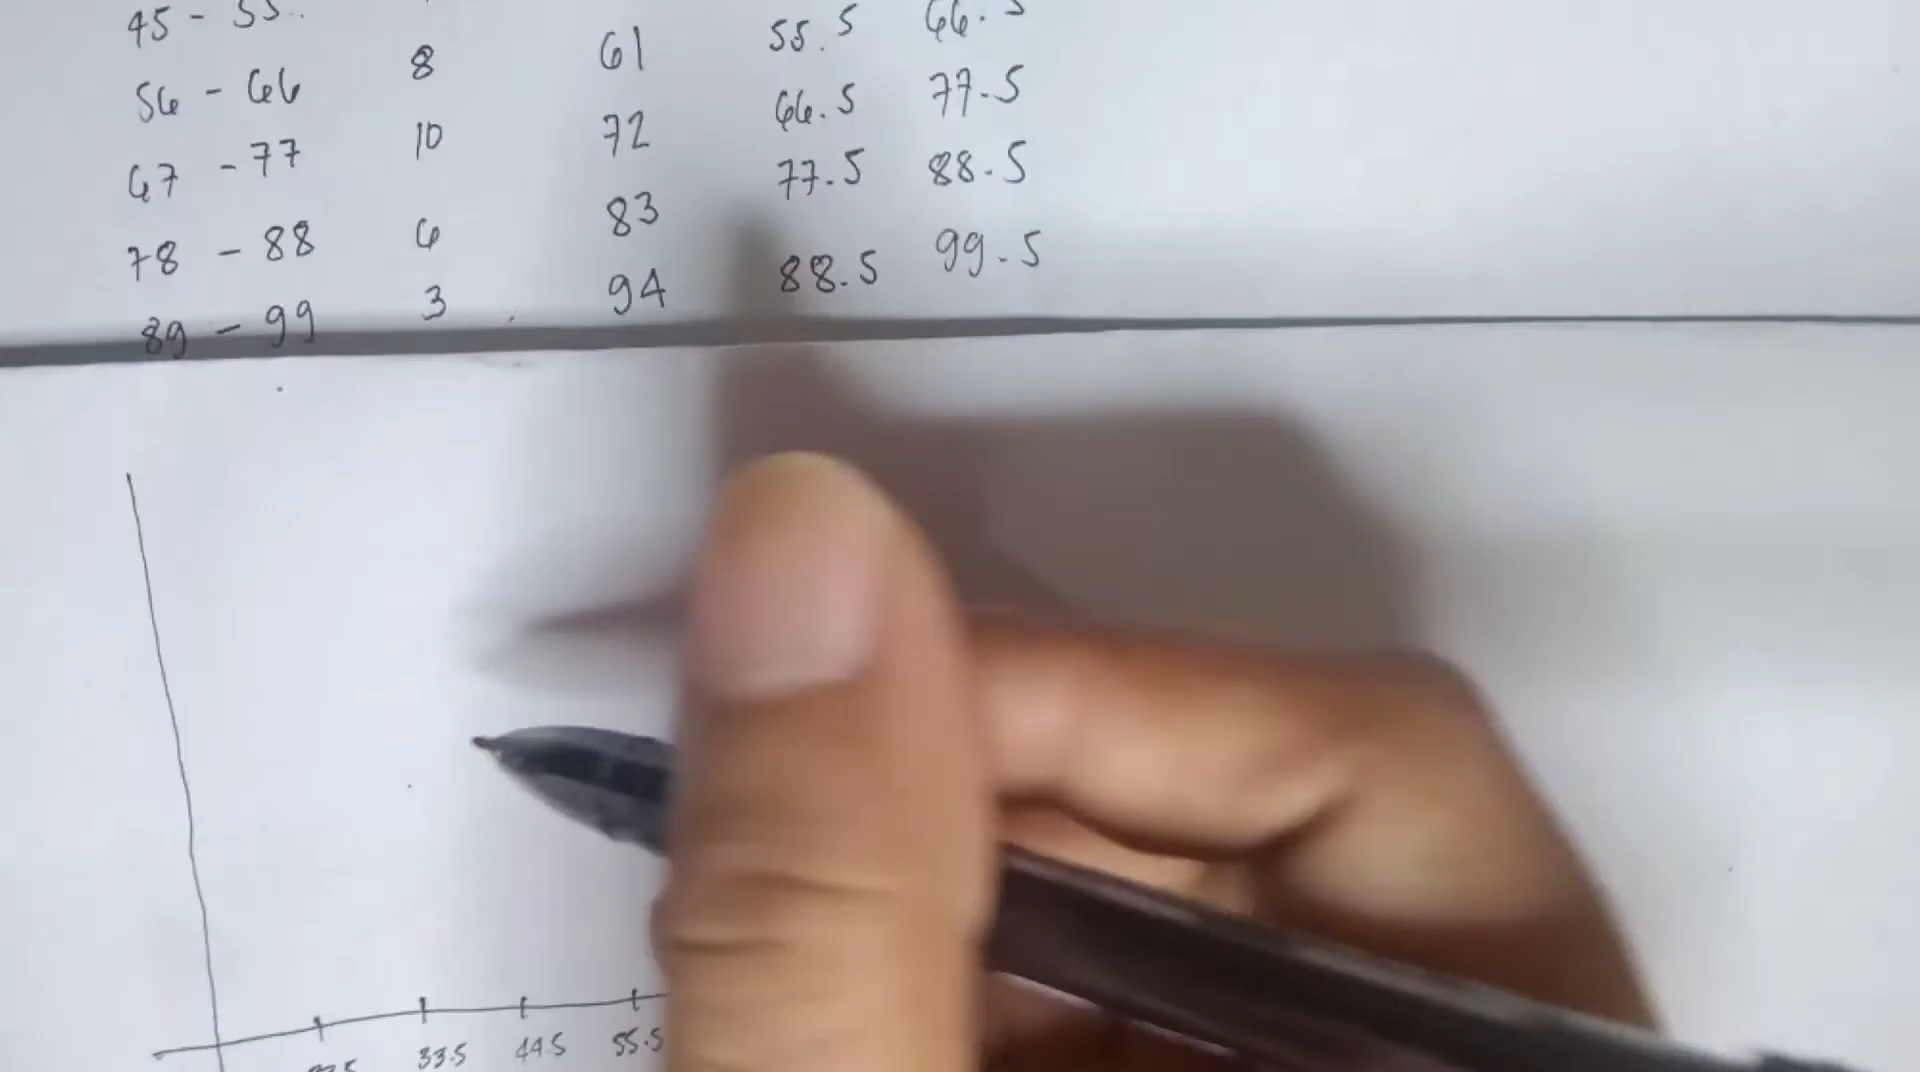 45 - 55
56 - 66 8 61 55.5 66.5
67 - 77 10 72 66.5 77.5
78 - 88 6 83 77.5 88.5
89 - 99 3 94 88.5 99.5
33.5 44.5 55.5